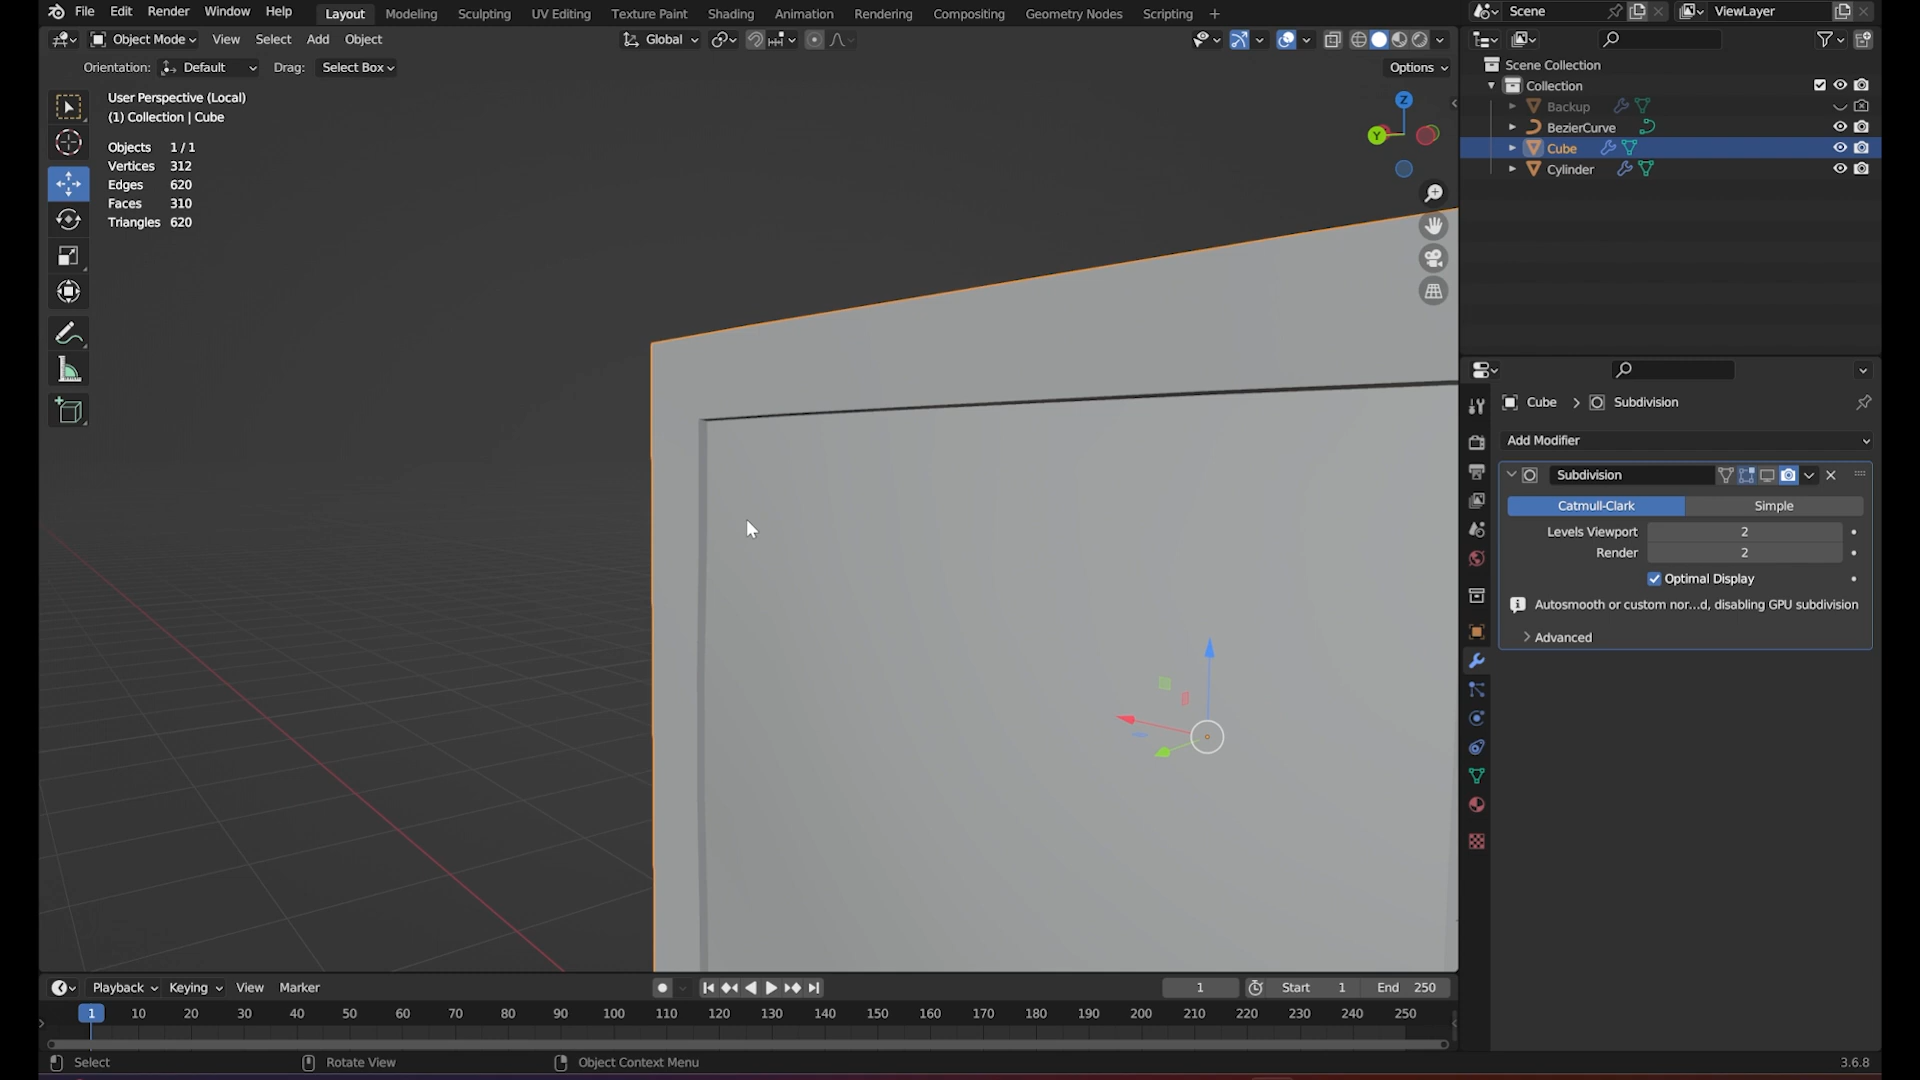 File Edit Render Window Help Layout Modeling Sculpting UV Editing Texture Paint Shading Animation Rendering Compositing Geometry Nodes Scripting + Scene ViewLayer
Object Mode View Select Add Object Global
Orientation: Default Drag: Select Box Options
User Perspective (Local)
(1) Collection | Cube
Objects 1/1
Vertices 312
Edges 620
Faces 310
Triangles 620
Z
Y
Scene Collection
Collection
Backup
BezierCurve
Cube
Cylinder
Cube > Subdivision
Add Modifier
Subdivision
Catmull-Clark Simple
Levels Viewport 2
Render 2
Optimal Display
Autosmooth or custom nor...d, disabling GPU subdivision
Advanced
Playback Keying View Marker 1 Start 1 End 250
1 10 20 30 40 50 60 70 80 90 100 110 120 130 140 150 160 170 180 190 200 210 220 230 240 250
Select Rotate View Object Context Menu 3.6.8